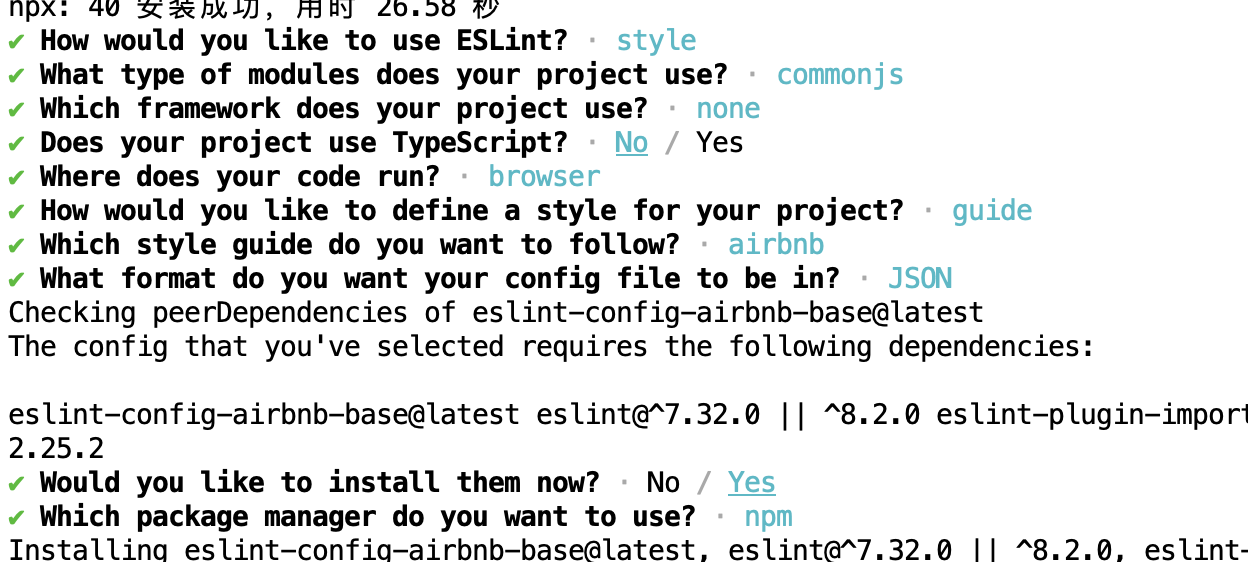 npx: 40 安装成功, 用时 26.58 秒
✔ How would you like to use ESLint? · style
✔ What type of modules does your project use? · commonjs
✔ Which framework does your project use? · none
✔ Does your project use TypeScript? · No / Yes
✔ Where does your code run? · browser
✔ How would you like to define a style for your project? · guide
✔ Which style guide do you want to follow? · airbnb
✔ What format do you want your config file to be in? · JSON
Checking peerDependencies of eslint-config-airbnb-base@latest
The config that you've selected requires the following dependencies:
eslint-config-airbnb-base@latest eslint@^7.32.0 || ^8.2.0 eslint-plugin-import
2.25.2
✔ Would you like to install them now? · No / Yes
✔ Which package manager do you want to use? · npm
Installing eslint-config-airbnb-base@latest, eslint@^7.32.0 || ^8.2.0, eslint-